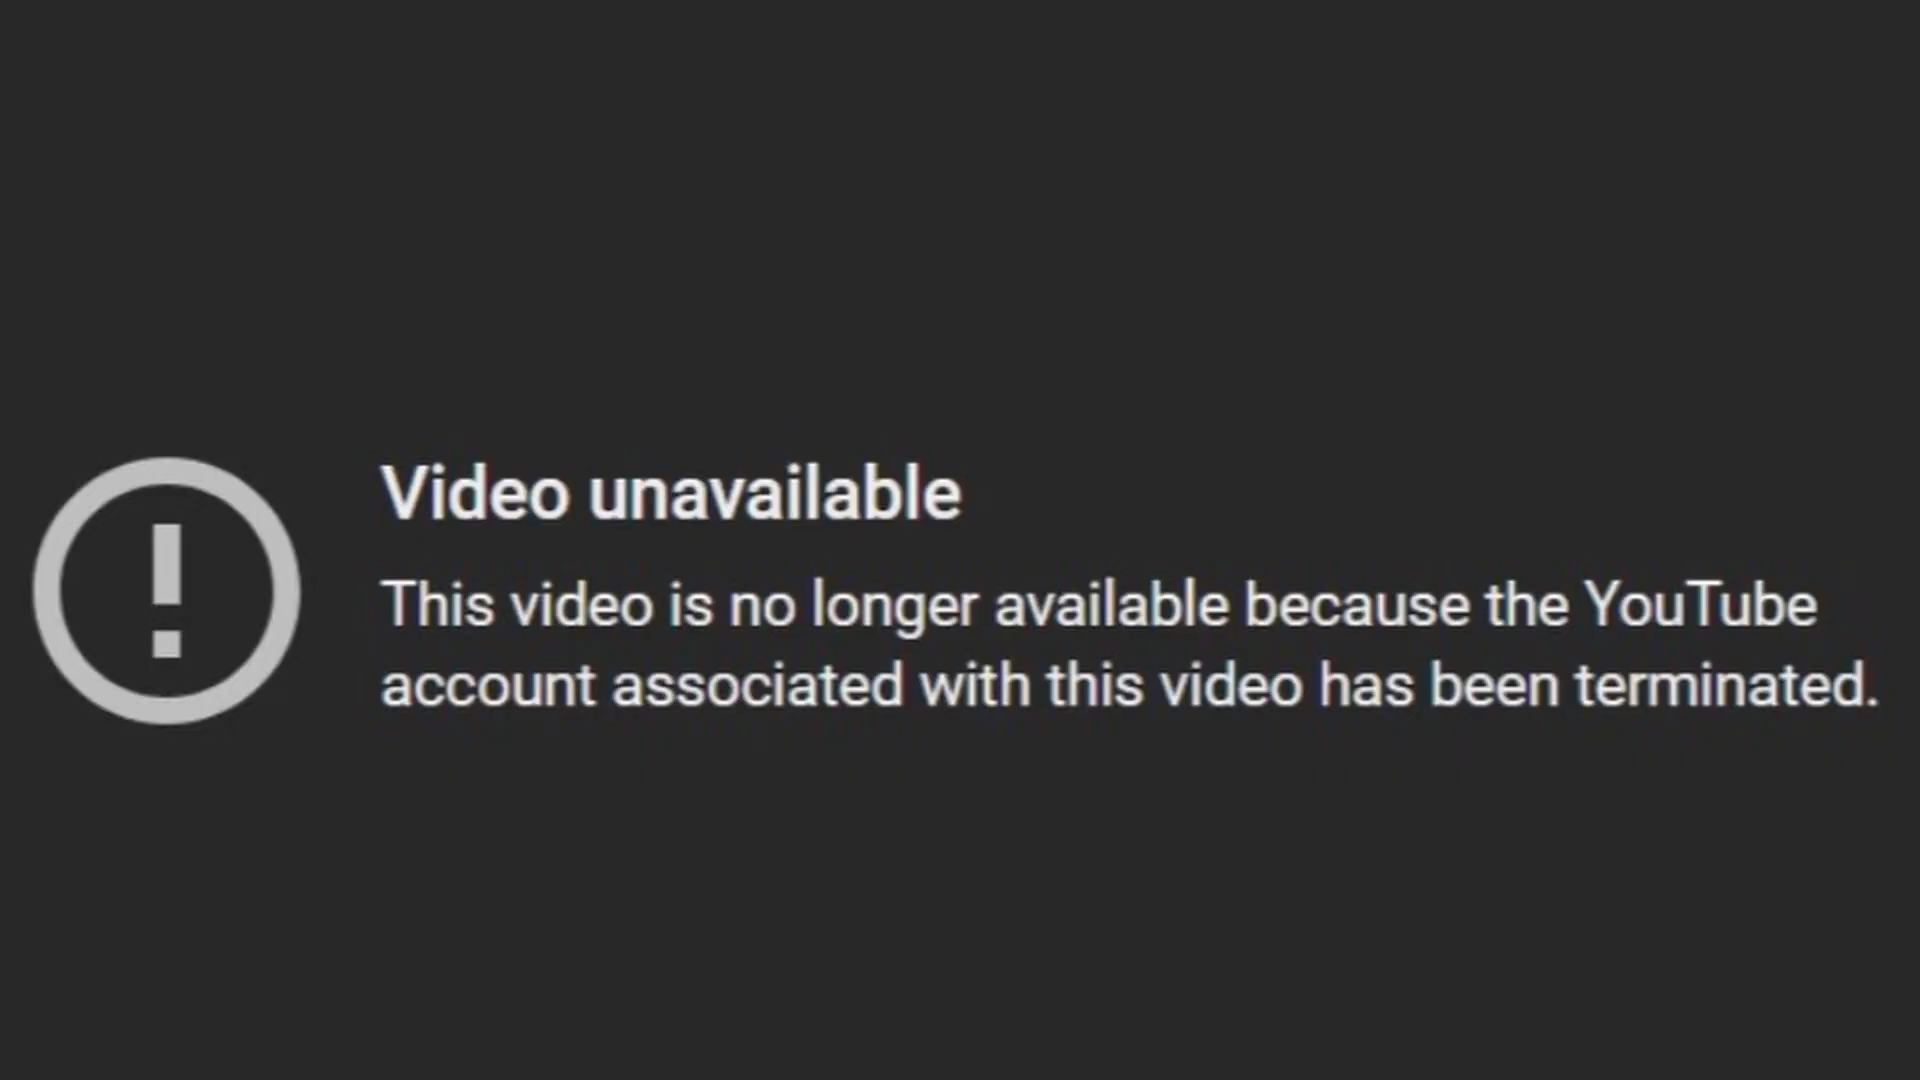 Video unavailable
This video is no longer available because the YouTube
account associated with this video has been terminated.